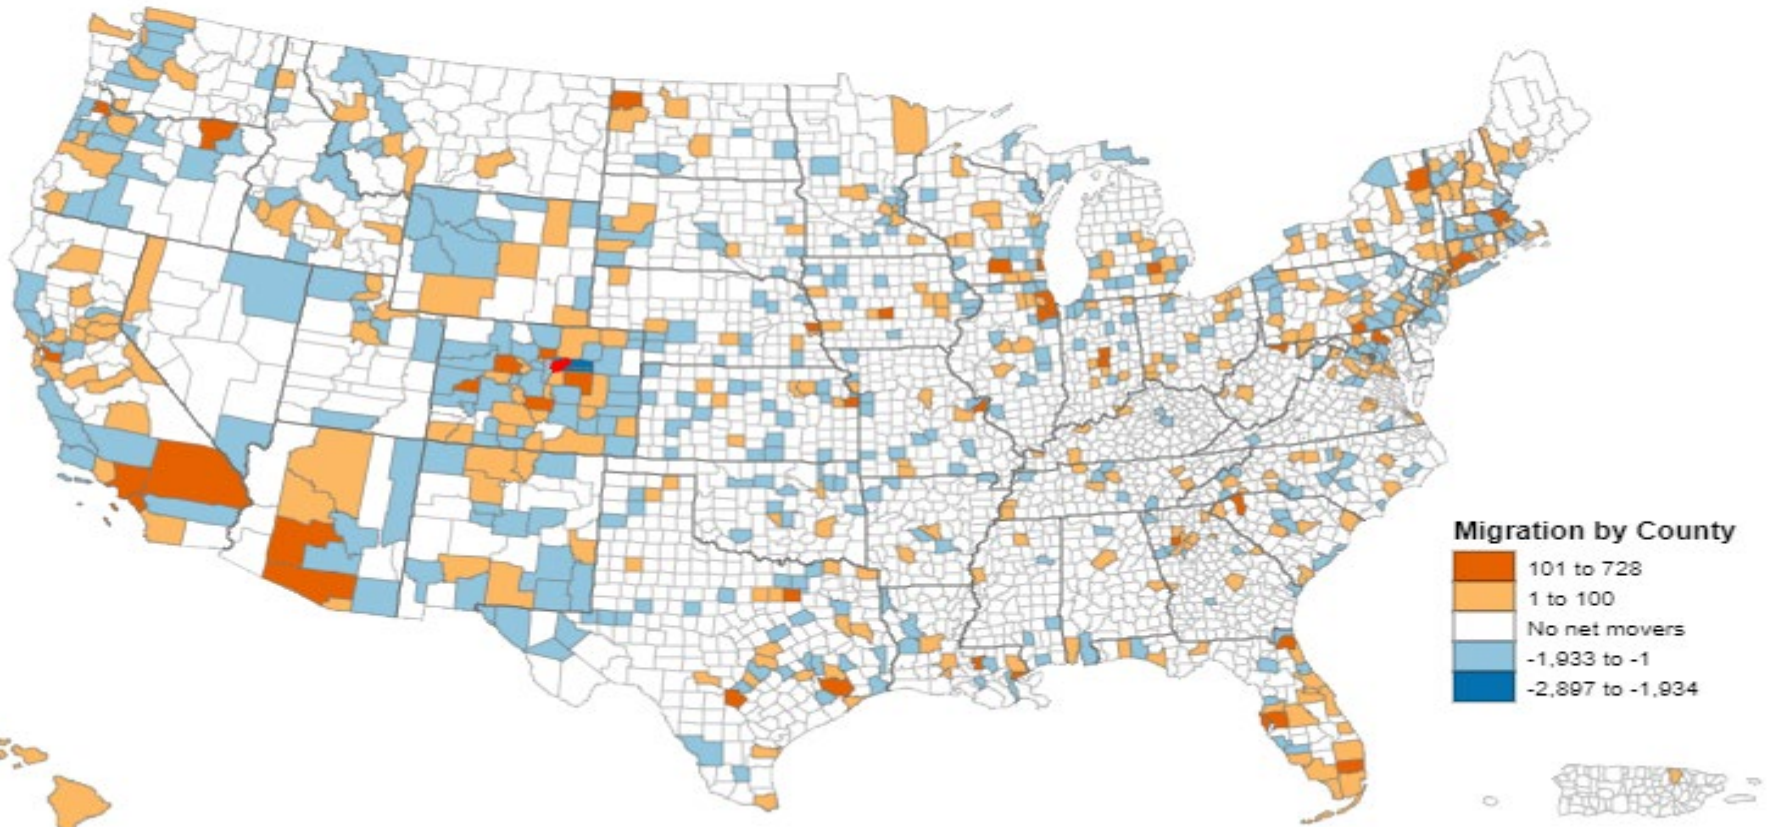 Migration by County
101 to 728
1 to 100
No net movers
-1,933 to -1
-2,897 to -1,934